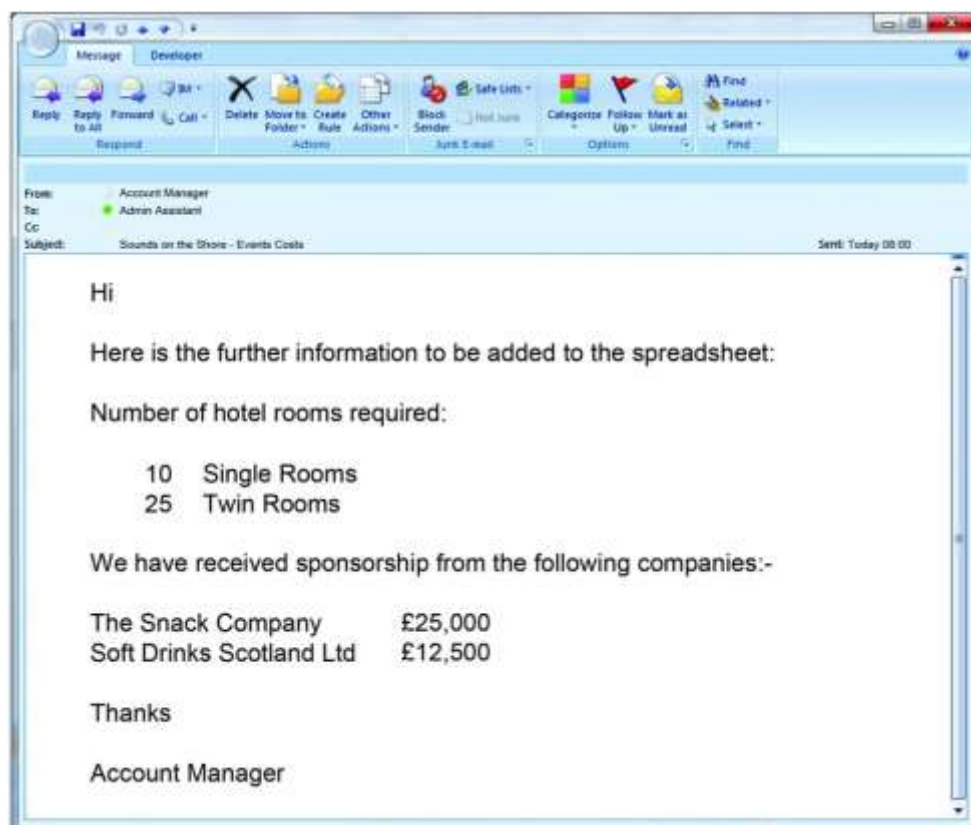 Message Developer
Reply
Reply to All
Forward
IM
Call
Respond
Delete
Move to Folder
Create Rule
Other Actions
Actions
Block Sender
Safe Lists
Not Junk
Junk E-mail
Categorize
Follow Up
Mark as Unread
Options
Find
Related
Select
Find
From: Account Manager
To: Admin Assistant
Cc
Subject: Sounds on the Shore - Events Costs Sent: Today 08:00
Hi
Here is the further information to be added to the spreadsheet:
Number of hotel rooms required:
10 Single Rooms
25 Twin Rooms
We have received sponsorship from the following companies:-
The Snack Company £25,000
Soft Drinks Scotland Ltd £12,500
Thanks
Account Manager